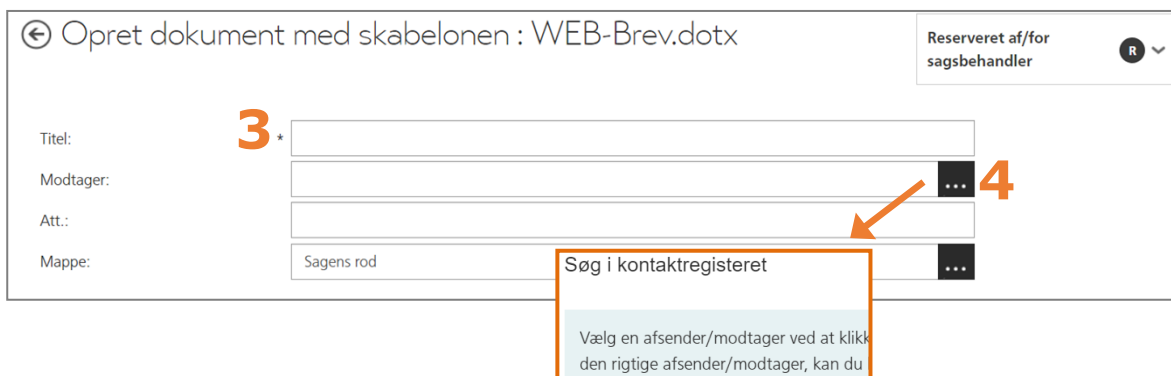 Opret dokument med skabelonen : WEB-Brev.dotx
Reserveret af/for
sagsbehandler
R
3
Titel: *
Modtager: ...
4
Att.:
Mappe: Sagens rod ...
Søg i kontaktregisteret
Vælg en afsender/modtager ved at klikk
den rigtige afsender/modtager, kan du